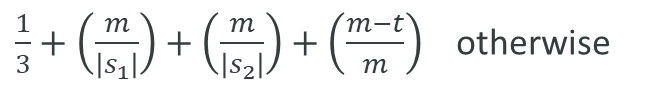 1/3 + (m/|s₁|) + (m/|s₂|) + (m−t/m) otherwise